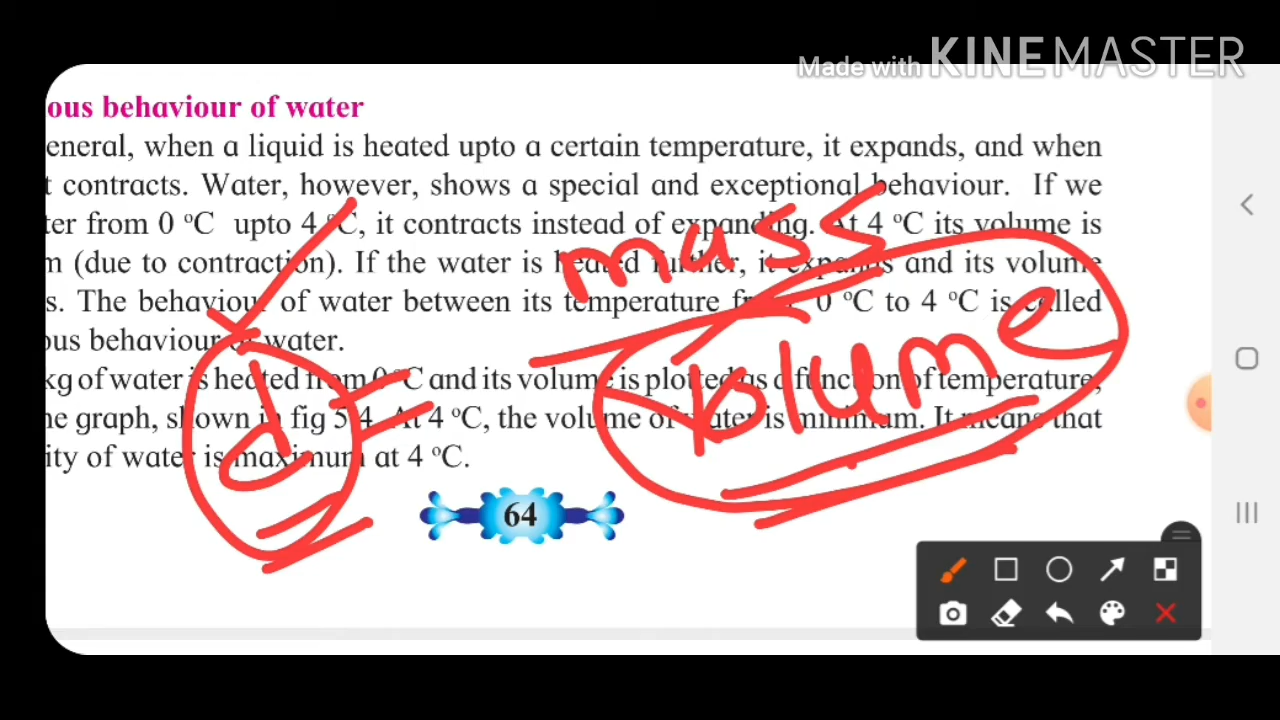 Made with KINEMASTER
ous behaviour of water
eneral, when a liquid is heated upto a certain temperature, it expands, and when
t contracts. Water, however, shows a special and exceptional behaviour. If we
ter from 0 °C upto 4 °C, it contracts instead of expanding. At 4 °C its volume is
m (due to contraction). If the water is heated further, it expands and its volume
s. The behaviour of water between its temperature from 0 °C to 4 °C is called
ous behaviour of water.
kg of water is heated from 0 °C and its volume is plotted as a function of temperature,
he graph, shown in fig 5.4. At 4 °C, the volume of water is minimum. It means that
ity of water is maximum at 4 °C.
mass
d =
volume
64